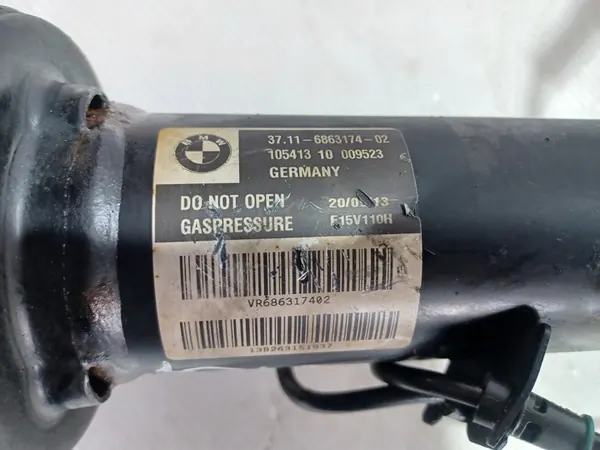 BMW
37.11-6863174-02
105413 10 009523
GERMANY
DO NOT OPEN
GASPRESSURE F15V110H
VR686317402